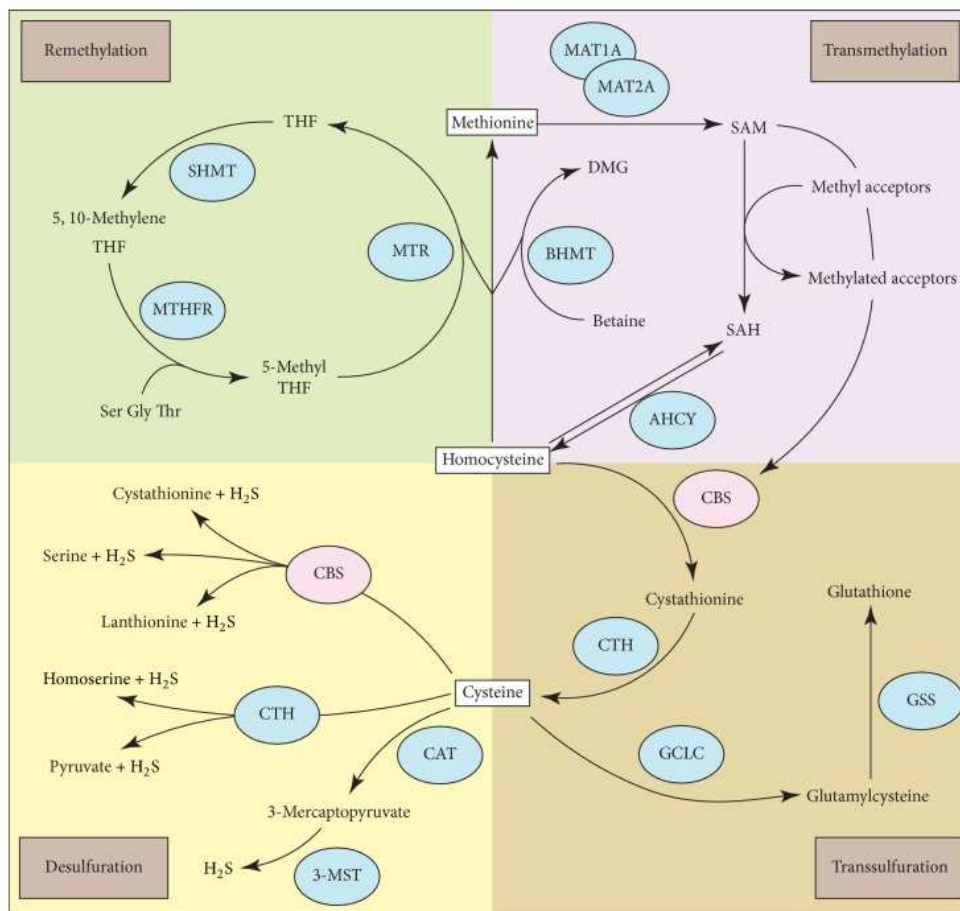 Remethylation
Transmethylation
MAT1A
MAT2A
THF
Methionine
SAM
SHMT
DMG
Methyl acceptors
5, 10-Methylene
THF
MTR
BHMT
Methylated acceptors
MTHFR
Betaine
SAH
5-Methyl
THF
Ser Gly Thr
AHCY
Homocysteine
Cystathionine + H₂S
CBS
Serine + H₂S
CBS
Cystathionine
Glutathione
Lanthionine + H₂S
CTH
Homoserine + H₂S
Cysteine
CTH
GSS
CAT
GCLC
Pyruvate + H₂S
3-Mercaptopyruvate
Glutamylcysteine
Desulfuration
H₂S
3-MST
Transsulfuration